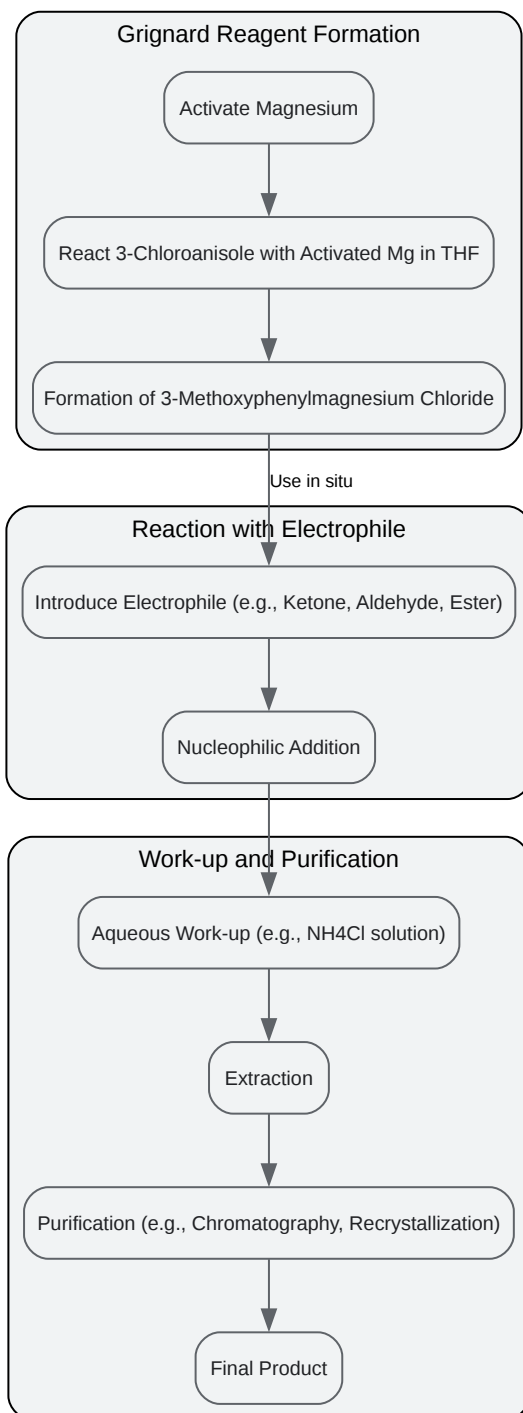 Grignard Reagent Formation
Activate Magnesium
React 3-Chloroanisole with Activated Mg in THF
Formation of 3-Methoxyphenylmagnesium Chloride
Use in situ
Reaction with Electrophile
Introduce Electrophile (e.g., Ketone, Aldehyde, Ester)
Nucleophilic Addition
Work-up and Purification
Aqueous Work-up (e.g., NH4Cl solution)
Extraction
Purification (e.g., Chromatography, Recrystallization)
Final Product